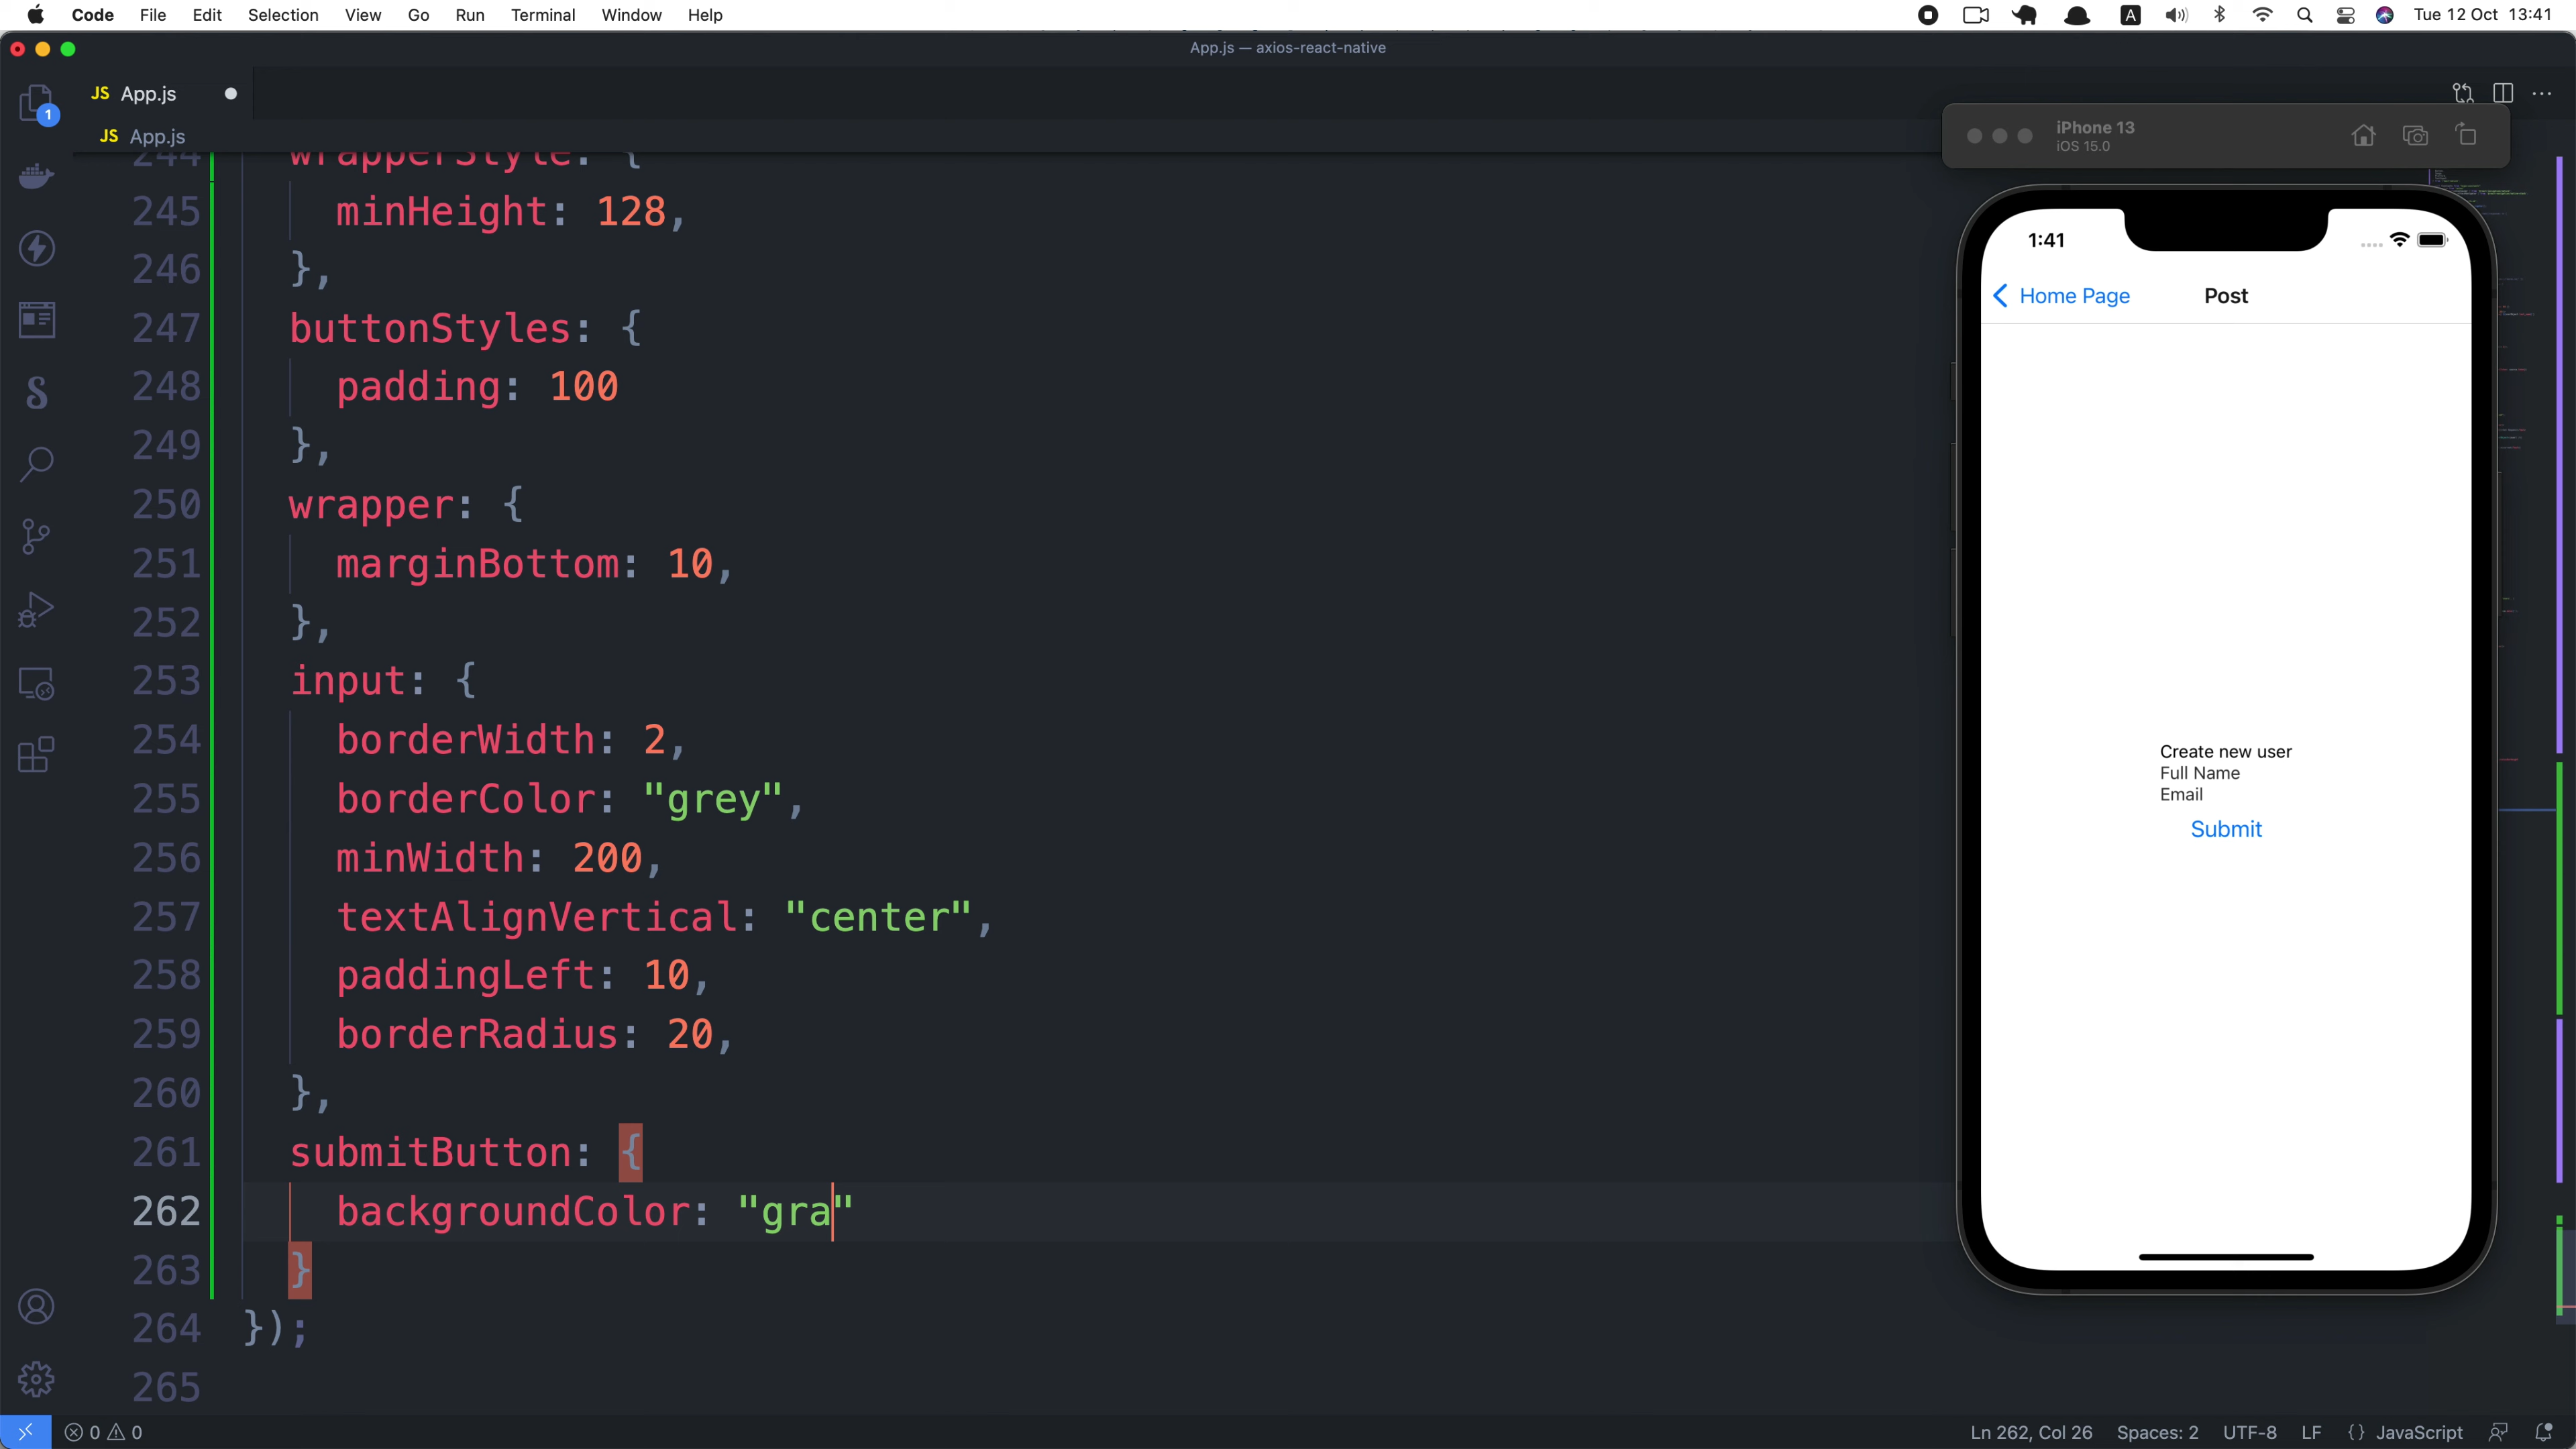 Code File Edit Selection View Go Run Terminal Window Help A Tue 12 Oct 13:41
App.js — axios-react-native
JS App.js
1
JS App.js
iPhone 13
iOS 15.0
244 wrapperStyle: {
245 minHeight: 128,
246 },
247 buttonStyles: {
248 padding: 100
249 },
250 wrapper: {
251 marginBottom: 10,
252 },
253 input: {
254 borderWidth: 2,
255 borderColor: "grey",
256 minWidth: 200,
257 textAlignVertical: "center",
258 paddingLeft: 10,
259 borderRadius: 20,
260 },
261 submitButton: {
262 backgroundColor: "gra"
263 }
264 });
265
1:41
Home Page Post
Create new user
Full Name
Email
Submit
0 0 Ln 262, Col 26 Spaces: 2 UTF-8 LF {} JavaScript